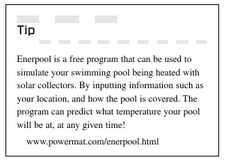 Tip
Enerpool is a free program that can be used to
simulate your swimming pool being heated with
solar collectors. By inputting information such as
your location, and how the pool is covered. The
program can predict what temperature your pool
will be at, at any given time!
www.powermat.com/enerpool.html